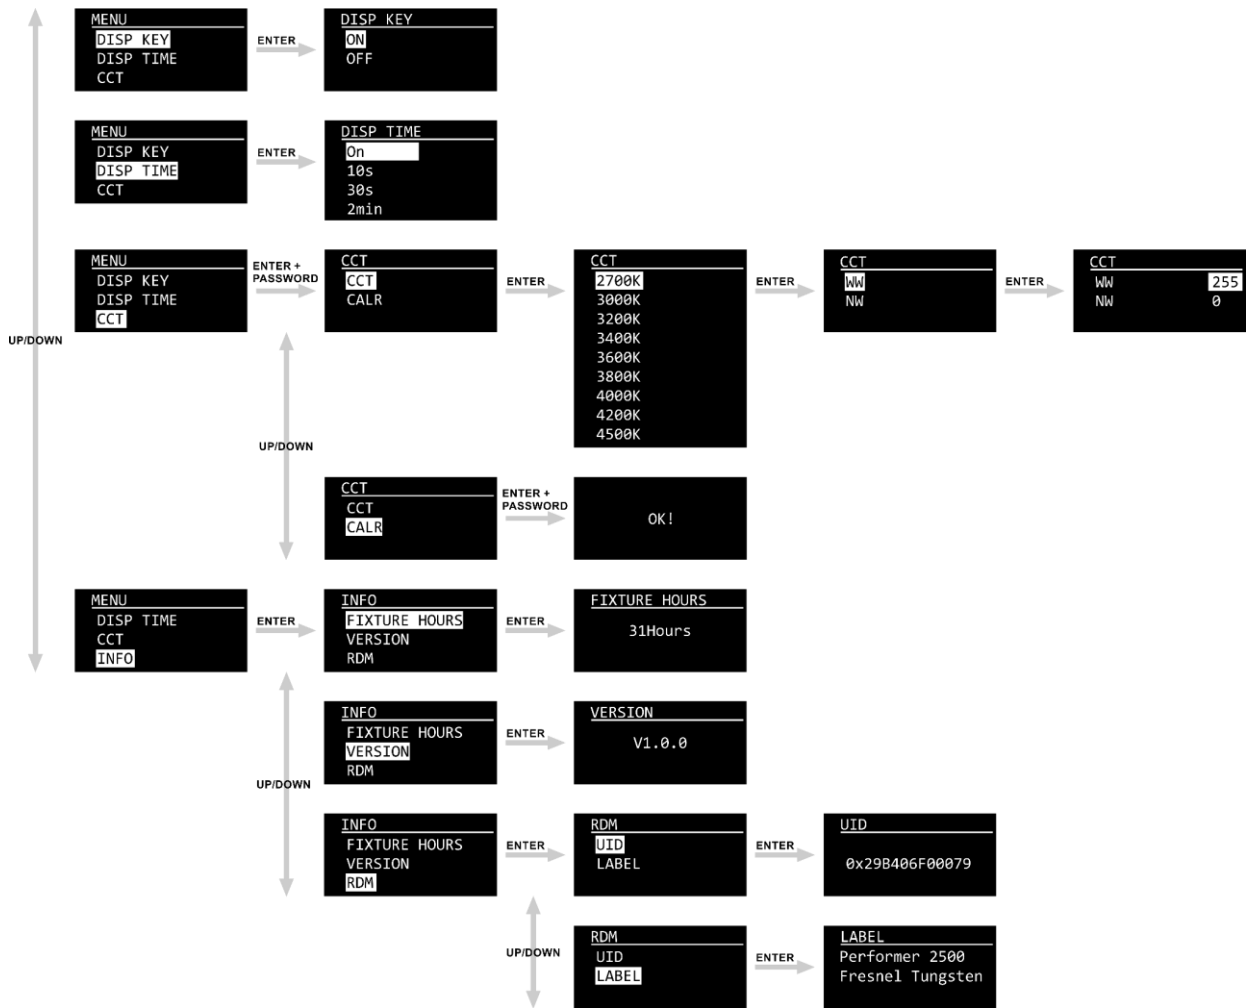 MENU
DISP KEY
DISP TIME
CCT
ENTER
DISP KEY
ON
OFF
MENU
DISP KEY
DISP TIME
CCT
ENTER
DISP TIME
On
10s
30s
2min
MENU
DISP KEY
DISP TIME
CCT
ENTER +
PASSWORD
CCT
CCT
CALR
ENTER
CCT
2700K
3000K
3200K
3400K
3600K
3800K
4000K
4200K
4500K
ENTER
CCT
WW
NW
ENTER
CCT
WW 255
NW 0
UP/DOWN
UP/DOWN
CCT
CCT
CALR
ENTER +
PASSWORD
OK!
MENU
DISP TIME
CCT
INFO
ENTER
INFO
FIXTURE HOURS
VERSION
RDM
ENTER
FIXTURE HOURS
31Hours
INFO
FIXTURE HOURS
VERSION
RDM
ENTER
VERSION
V1.0.0
UP/DOWN
INFO
FIXTURE HOURS
VERSION
RDM
ENTER
RDM
UID
LABEL
ENTER
UID
0x29B406F00079
UP/DOWN
RDM
UID
LABEL
ENTER
LABEL
Performer 2500
Fresnel Tungsten